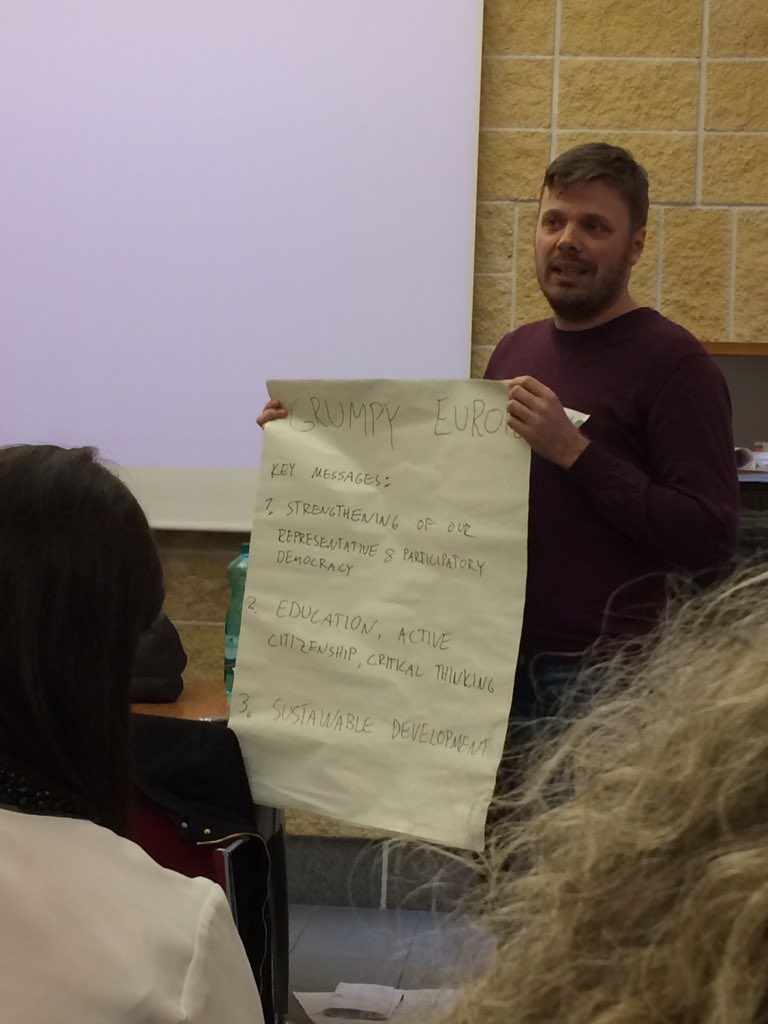 GRUMPY EURO
KEY MESSAGES:
1. STRENGTHENING OF OUR
REPRESENTATIVE & PARTICIPATORY
DEMOCRACY
2. EDUCATION, ACTIVE
CITIZENSHIP, CRITICAL THINKING
3. SUSTAINABLE DEVELOPMENT